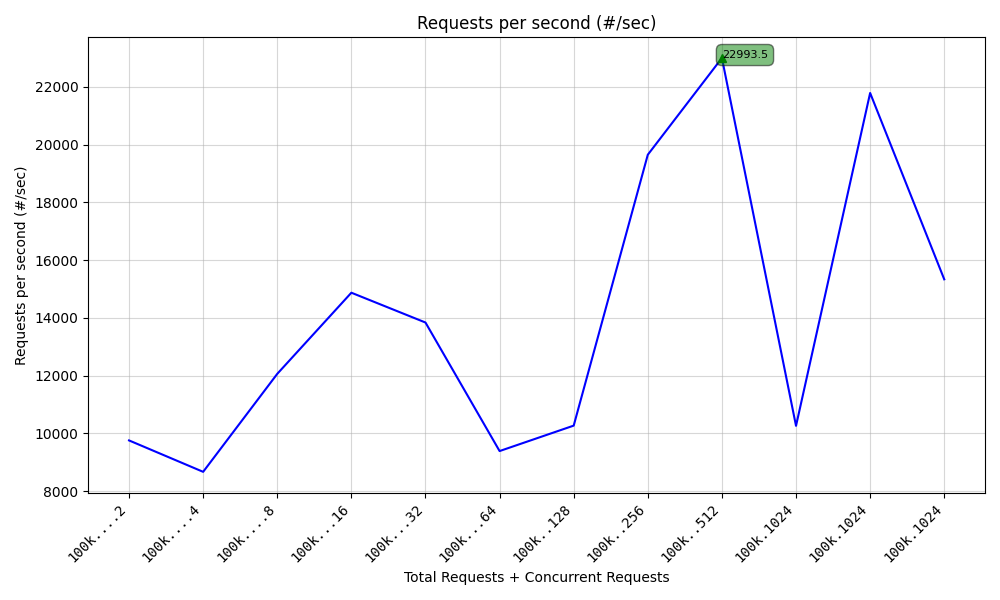 Requests per second (#/sec)
22993.5
22000
20000
18000
16000
14000
12000
10000
8000
Requests per second (#/sec)
100k....2
100k....4
100k....8
100k...16
100k...32
100k...64
100k..128
100k..256
100k..512
100k.1024
100k.1024
100k.1024
Total Requests + Concurrent Requests